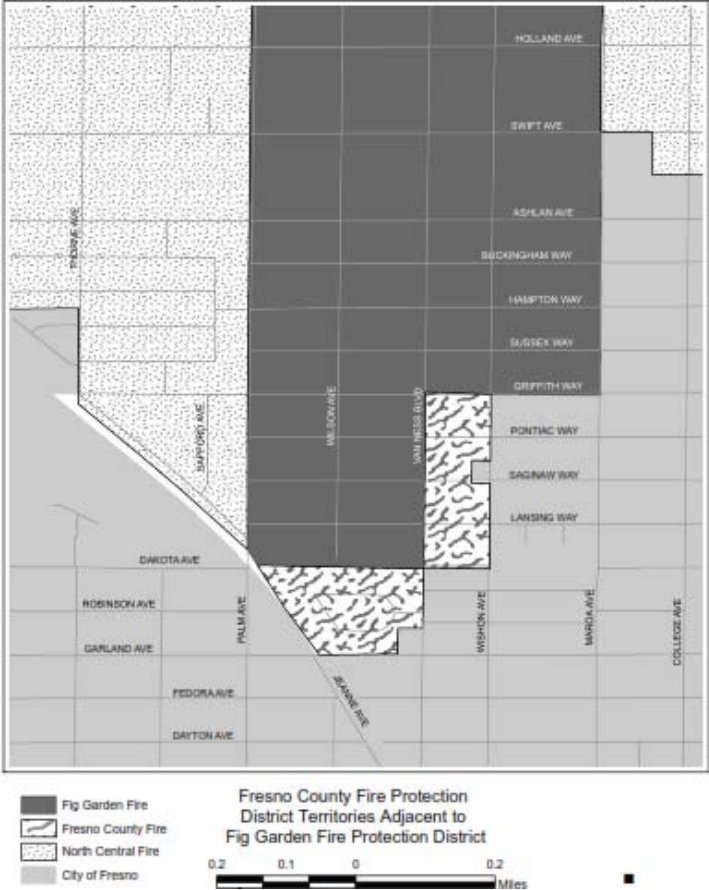 HOLLAND AVE
SWIFT AVE
THORNE AVE
ASHLAN AVE
BUCKINGHAM WAY
HAMPTON WAY
SUSSEX WAY
GRIFFITH WAY
SAFFORD AVE
WILSON AVE
VAN NESS BLVD
PONTIAC WAY
SAGINAW WAY
LANSING WAY
DAKOTA AVE
ROBINSON AVE
PALM AVE
WISHON AVE
MAROA AVE
COLLEGE AVE
GARLAND AVE
JEANNE AVE
FEDORA AVE
DAYTON AVE
Fig Garden Fire
Fresno County Fire
North Central Fire
City of Fresno
Fresno County Fire Protection
District Territories Adjacent to
Fig Garden Fire Protection District
0.2 0.1 0 0.2
Miles